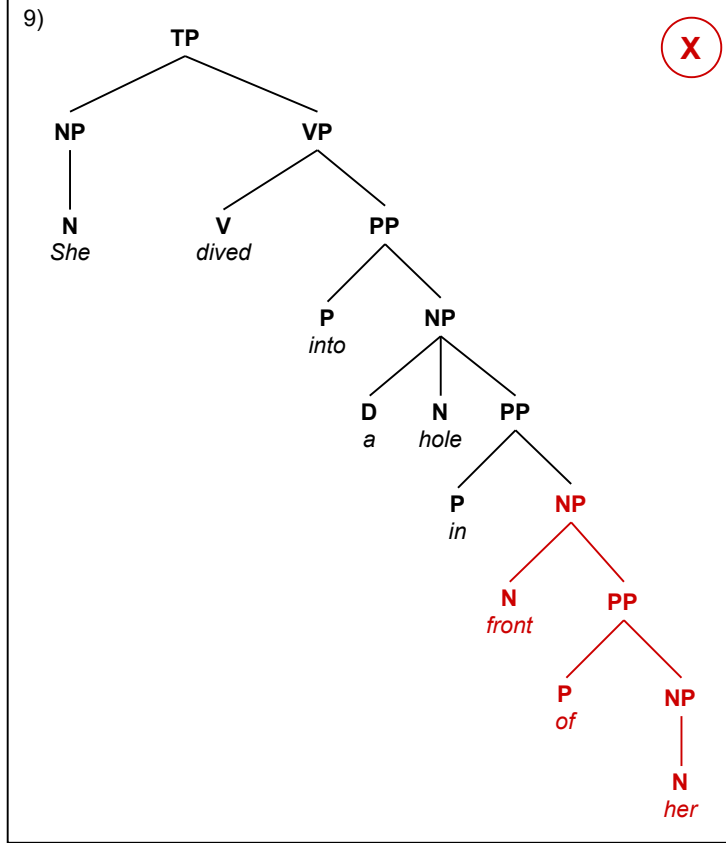 9)
X
TP
NP VP
N V PP
She dived
P NP
into
D N PP
a hole
P NP
in
N PP
front
P NP
of
N
her